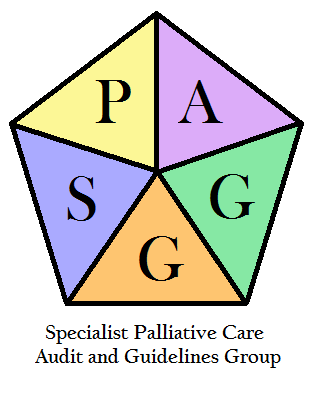 P A
S G
G
Specialist Palliative Care
Audit and Guidelines Group